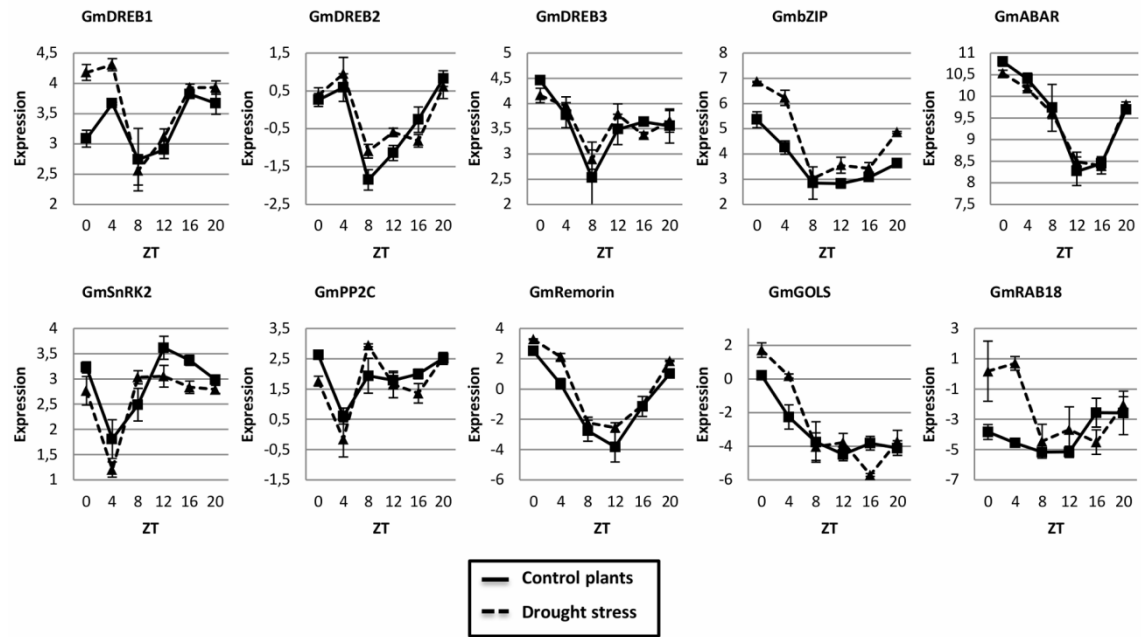 GmDREB1 GmDREB2 GmDREB3 GmbZIP GmABAR
Expression
4,5
4
3,5
3
2,5
2
0 4 8 12 16 20
ZT
Expression
1,5
0,5
-0,5
-1,5
-2,5
0 4 8 12 16 20
ZT
Expression
5
4,5
4
3,5
3
2,5
2
0 4 8 12 16 20
ZT
Expression
8
7
6
5
4
3
2
0 4 8 12 16 20
ZT
Expression
11
10,5
10
9,5
9
8,5
8
7,5
0 4 8 12 16 20
ZT
GmSnRK2 GmPP2C GmRemorin GmGOLS GmRAB18
Expression
4
3,5
3
2,5
2
1,5
1
0 4 8 12 16 20
ZT
Expression
3,5
2,5
1,5
0,5
-0,5
-1,5
0 4 8 12 16 20
ZT
Expression
4
2
0
-2
-4
-6
0 4 8 12 16 20
ZT
Expression
2
0
-2
-4
-6
0 4 8 12 16 20
ZT
Expression
3
1
-1
-3
-5
-7
0 4 8 12 16 20
ZT
Control plants
Drought stress